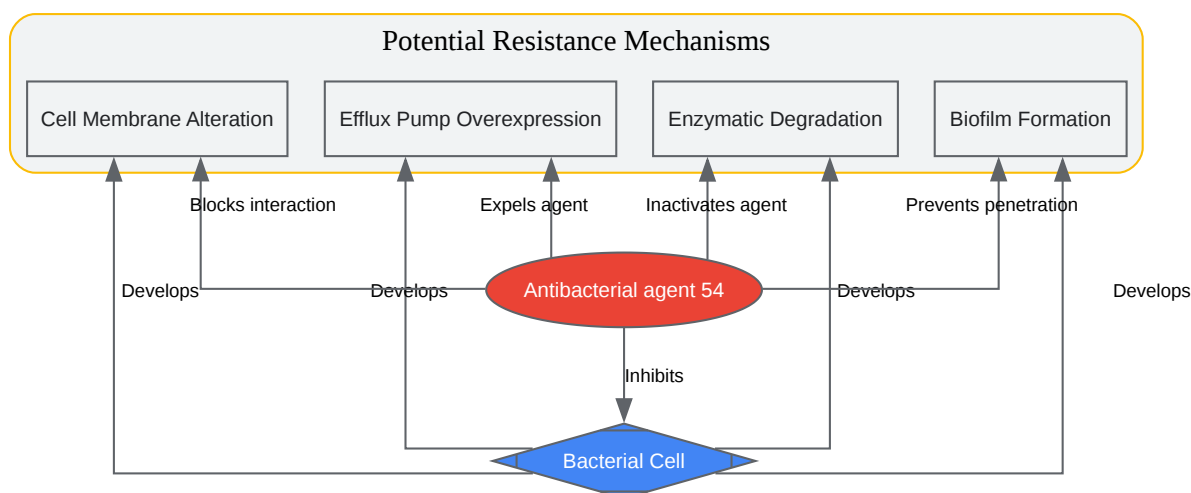 Potential Resistance Mechanisms
Cell Membrane Alteration
Efflux Pump Overexpression
Enzymatic Degradation
Biofilm Formation
Blocks interaction
Expels agent
Inactivates agent
Prevents penetration
Develops
Develops
Antibacterial agent 54
Develops
Develops
Inhibits
Bacterial Cell